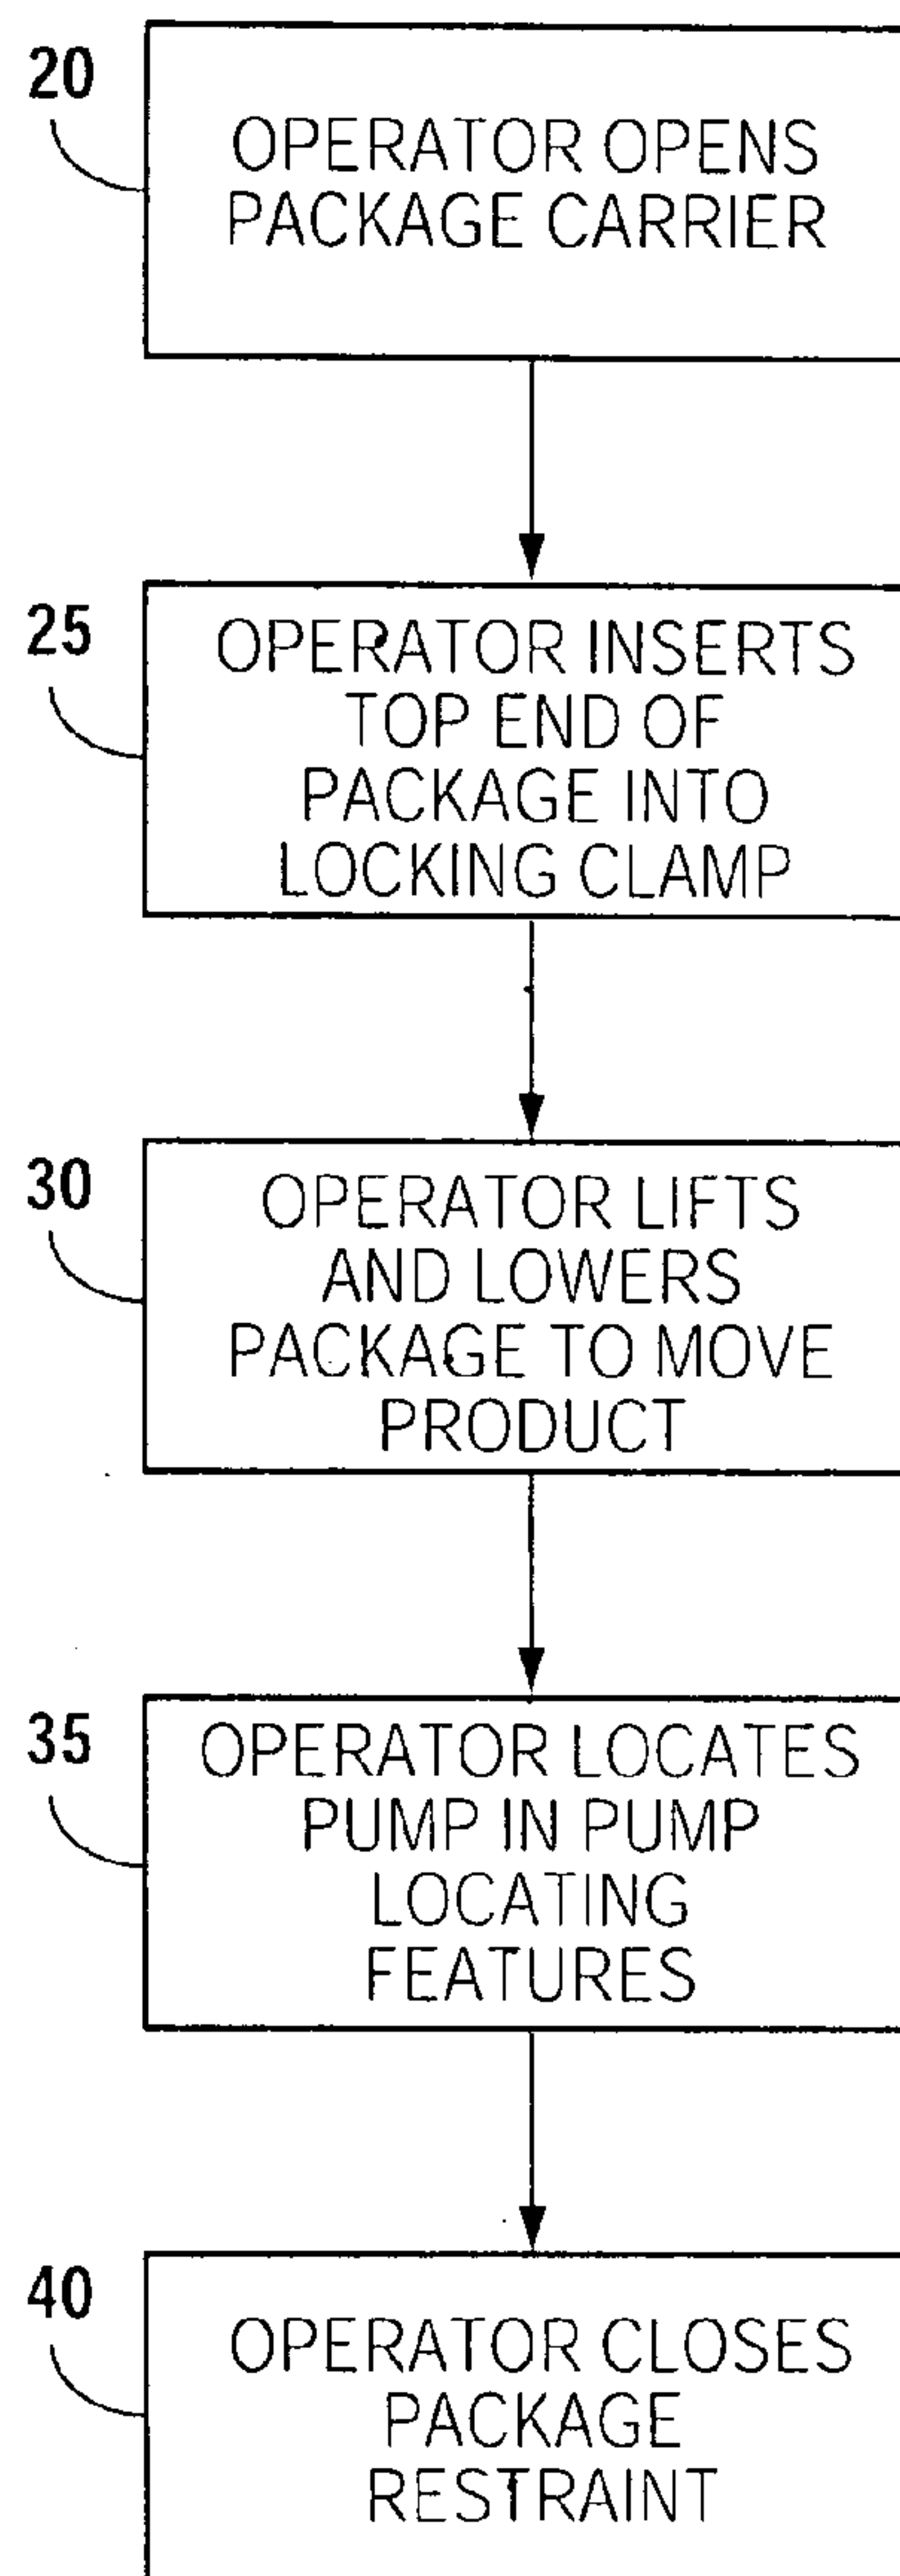 20
OPERATOR OPENS
PACKAGE CARRIER
25
OPERATOR INSERTS
TOP END OF
PACKAGE INTO
LOCKING CLAMP
30
OPERATOR LIFTS
AND LOWERS
PACKAGE TO MOVE
PRODUCT
35
OPERATOR LOCATES
PUMP IN PUMP
LOCATING
FEATURES
40
OPERATOR CLOSES
PACKAGE
RESTRAINT